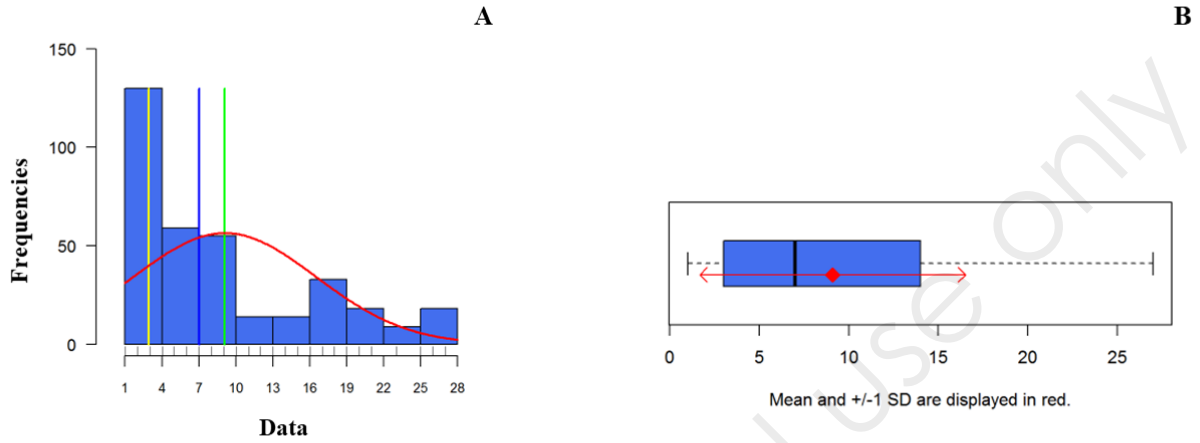 A
B
150
100
50
0
Frequencies
1 4 7 10 13 16 19 22 25 28
Data
0 5 10 15 20 25
Mean and +/-1 SD are displayed in red.
use only